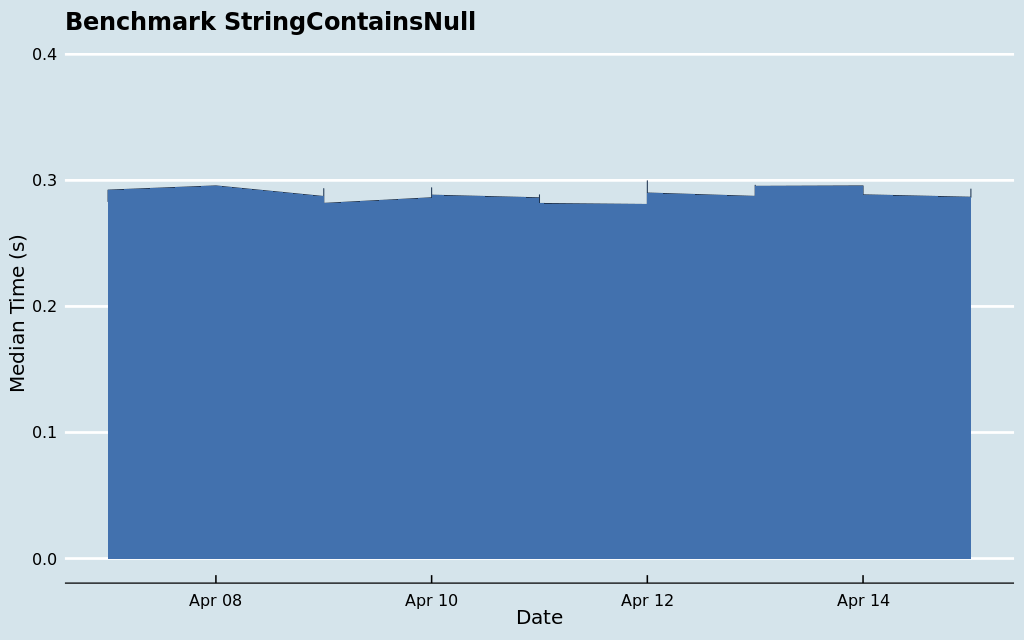 Benchmark StringContainsNull
0.4
0.3
0.2
0.1
0.0
Median Time (s)
Apr 08 Apr 10 Apr 12 Apr 14
Date